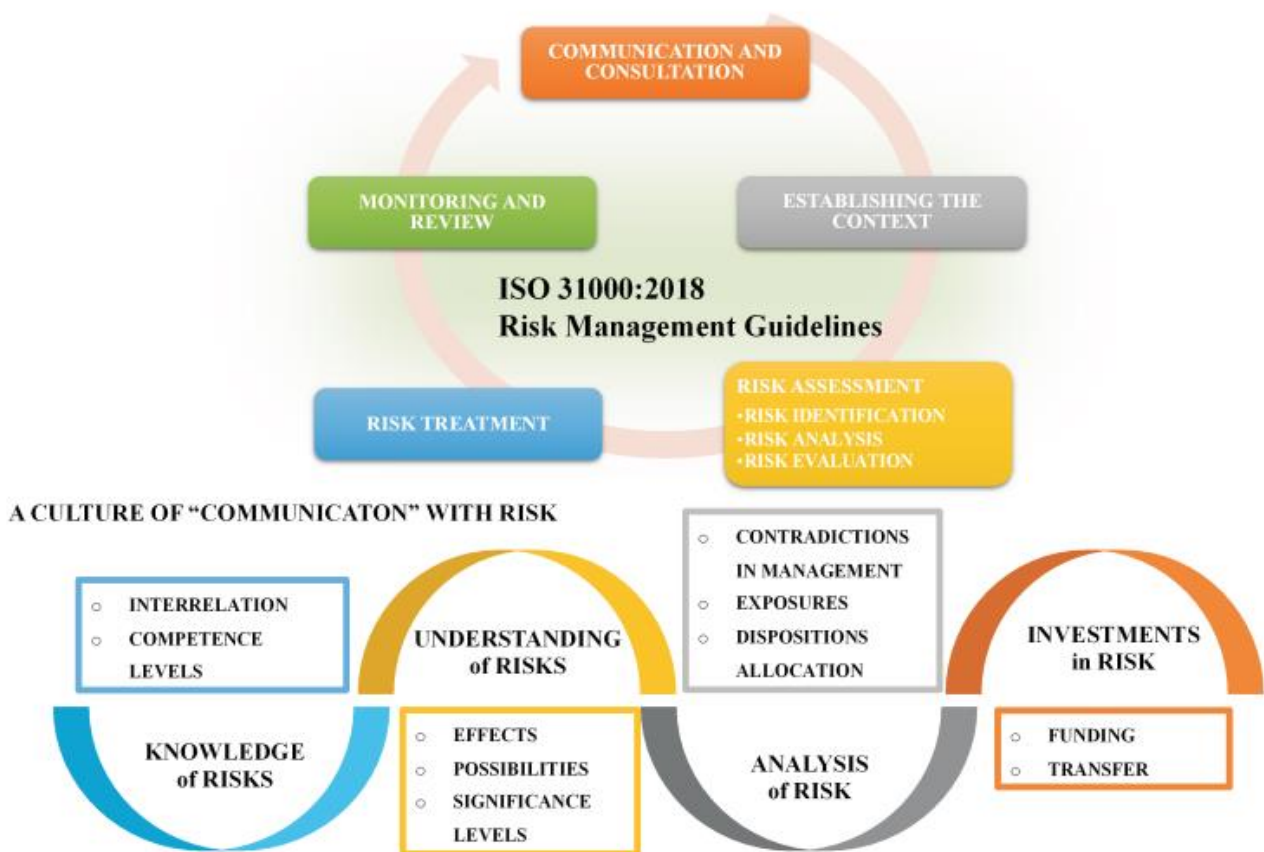 COMMUNICATION AND
CONSULTATION
MONITORING AND
REVIEW
ESTABLISHING THE
CONTEXT
ISO 31000:2018
Risk Management Guidelines
RISK TREATMENT
RISK ASSESSMENT
•RISK IDENTIFICATION
•RISK ANALYSIS
•RISK EVALUATION
A CULTURE OF “COMMUNICATON” WITH RISK
○ INTERRELATION
○ COMPETENCE
LEVELS
KNOWLEDGE
of RISKS
UNDERSTANDING
of RISKS
○ EFFECTS
○ POSSIBILITIES
○ SIGNIFICANCE
LEVELS
○ CONTRADICTIONS
IN MANAGEMENT
○ EXPOSURES
○ DISPOSITIONS
ALLOCATION
ANALYSIS
of RISK
INVESTMENTS
in RISK
○ FUNDING
○ TRANSFER